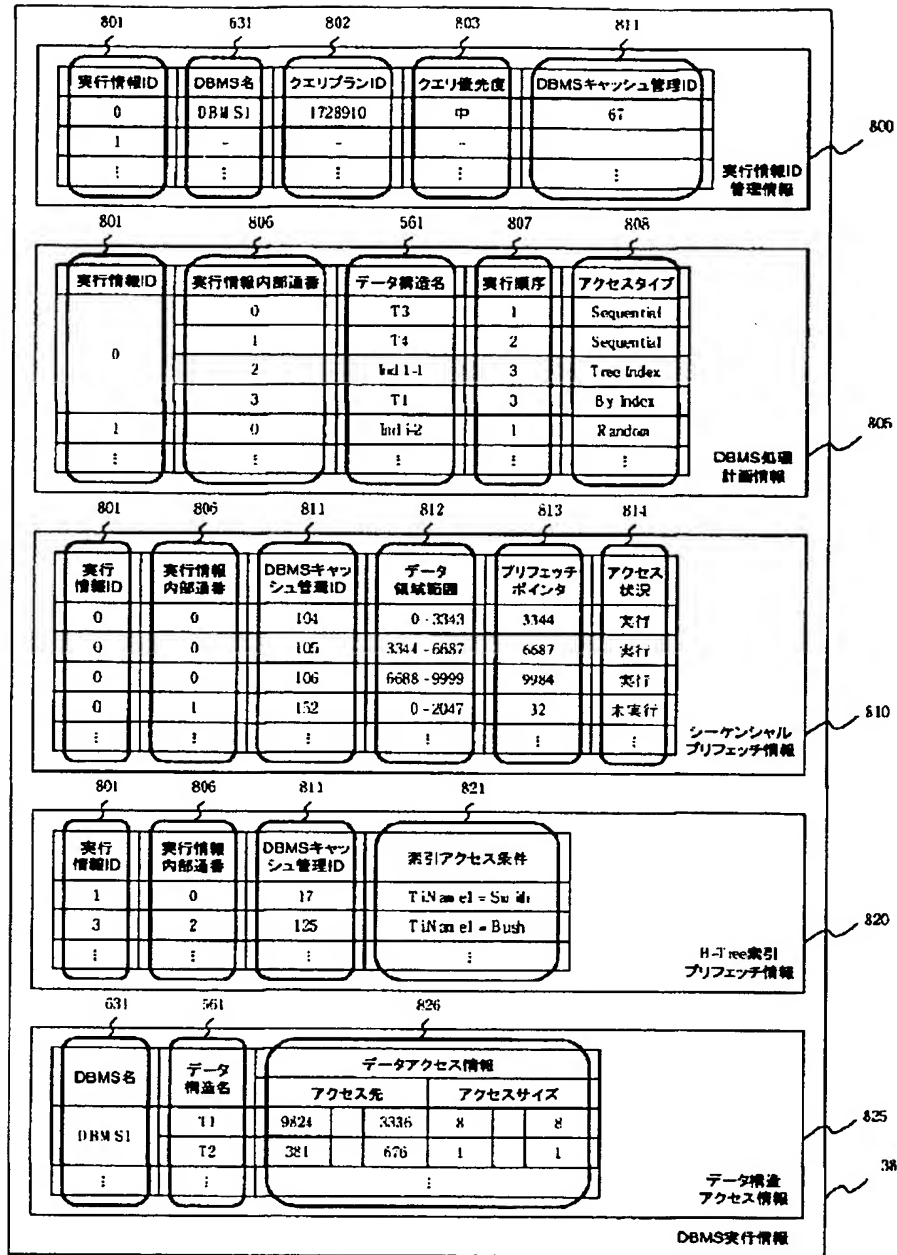 801 631 802 803 811
実行情報ID DBMS名 クエリプランID クエリ優先度 DBMSキャッシュ管理ID
0 DBMS1 1728910 中 67
1 - - -
⋮ ⋮ ⋮ ⋮ ⋮
800
実行情報ID
管理情報
801 806 561 807 808
実行情報ID 実行情報内部通番 データ構造名 実行順序 アクセスタイプ
0 T3 1 Sequential
1 T4 2 Sequential
0
2 Ind1-1 3 Tree Index
3 T1 3 By Index
1 0 Ind1-2 1 Random
⋮ ⋮ ⋮ ⋮ ⋮
805
DBMS処理
計画情報
801 806 811 812 813 814
実行 実行情報 DBMSキャッ データ プリフェッチ アクセス
情報ID 内部通番 シュ管理ID 領域範囲 ポインタ 状況
0 0 104 0 - 3343 3344 実行
0 0 105 3344 - 6687 6687 実行
0 0 106 6688 - 9999 9984 実行
0 1 152 0 - 2047 32 未実行
⋮ ⋮ ⋮ ⋮ ⋮ ⋮
810
シーケンシャル
プリフェッチ情報
801 806 811 821
実行 実行情報 DBMSキャッ 索引アクセス条件
情報ID 内部通番 シュ管理ID
1 0 17
3 2 125 = Bush
⋮ ⋮ ⋮ ⋮
820
B-Tree索引
プリフェッチ情報
631 561 826
DBMS名 データ データアクセス情報
構造名 アクセス先 アクセスサイズ
DBMS1
T1 9824 3336 8 8
T2 381 676 1 1
⋮ ⋮ ⋮
825
データ構造
アクセス情報
38
DBMS実行情報